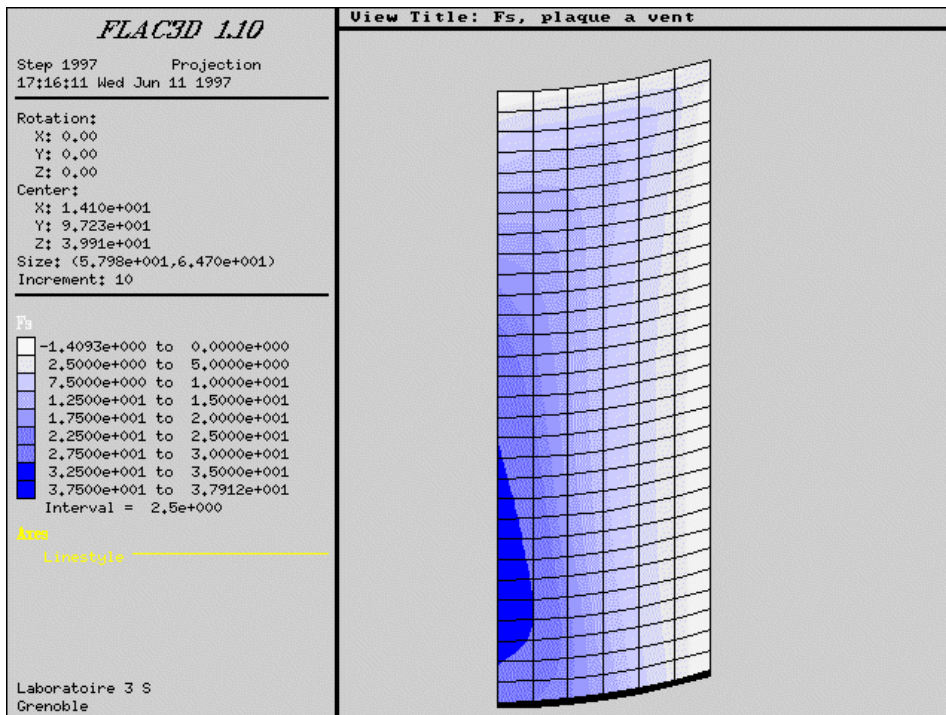 FLAC3D 1.10
Step 1997 Projection
17:16:11 Wed Jun 11 1997
Rotation:
X: 0.00
Y: 0.00
Z: 0.00
Center:
X: 1.410e+001
Y: 9.723e+001
Z: 3.991e+001
Size: (5.798e+001,6.470e+001)
Increment: 10
Fs
-1.4093e+000 to 0.0000e+000
2.5000e+000 to 5.0000e+000
7.5000e+000 to 1.0000e+001
1.2500e+001 to 1.5000e+001
1.7500e+001 to 2.0000e+001
2.2500e+001 to 2.5000e+001
2.7500e+001 to 3.0000e+001
3.2500e+001 to 3.5000e+001
3.7500e+001 to 3.7912e+001
Interval = 2.5e+000
Axes
Linestyle
Laboratoire 3 S
Grenoble
View Title: Fs, plaque a vent